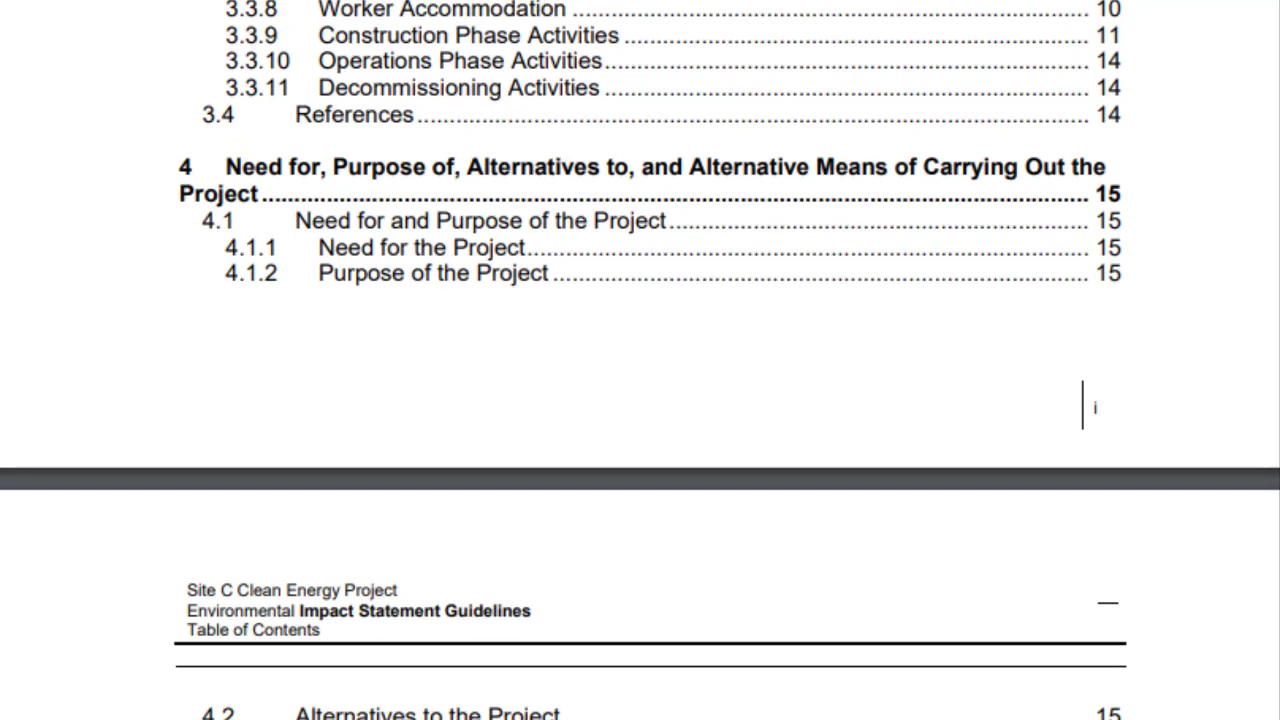 3.3.8 Worker Accommodation ........................................................................ 10
3.3.9 Construction Phase Activities ................................................................ 11
3.3.10 Operations Phase Activities................................................................... 14
3.3.11 Decommissioning Activities ................................................................... 14
3.4 References................................................................................................. 14
4 Need for, Purpose of, Alternatives to, and Alternative Means of Carrying Out the
Project............................................................................................................................. 15
4.1 Need for and Purpose of the Project........................................................... 15
4.1.1 Need for the Project............................................................................... 15
4.1.2 Purpose of the Project ........................................................................... 15
i
Site C Clean Energy Project
Environmental Impact Statement Guidelines
Table of Contents
4.2 Alternatives to the Project 15